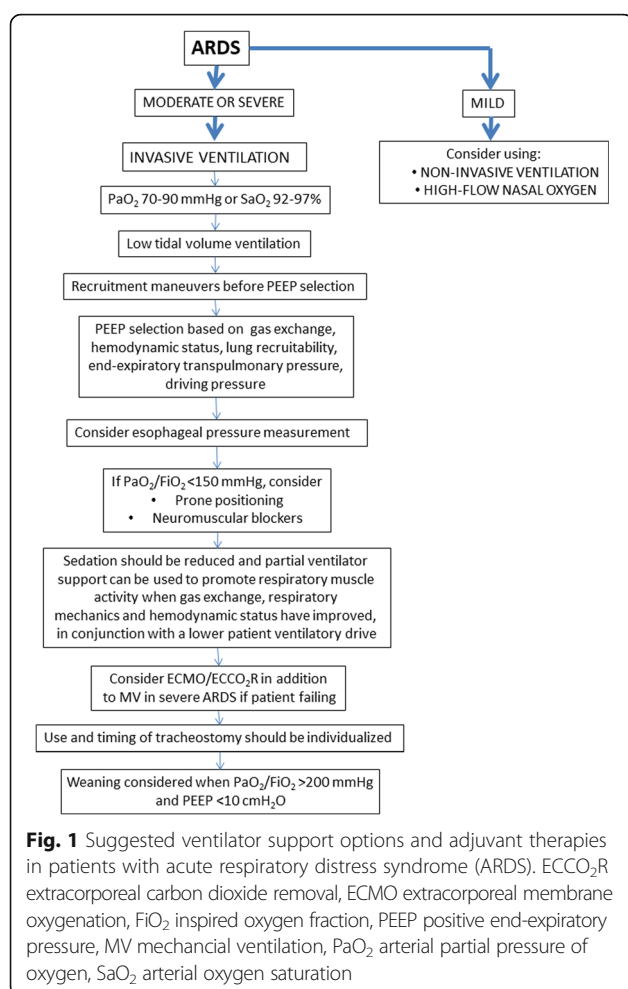 ARDS
MODERATE OR SEVERE
MILD
INVASIVE VENTILATION
Consider using:
• NON-INVASIVE VENTILATION
• HIGH-FLOW NASAL OXYGEN
PaO₂ 70-90 mmHg or SaO₂ 92-97%
Low tidal volume ventilation
Recruitment maneuvers before PEEP selection
PEEP selection based on gas exchange,
hemodynamic status, lung recruitability,
end-expiratory transpulmonary pressure,
driving pressure
Consider esophageal pressure measurement
If PaO₂/FiO₂ <150 mmHg, consider
• Prone positioning
• Neuromuscular blockers
Sedation should be reduced and partial ventilator
support can be used to promote respiratory muscle
activity when gas exchange, respiratory
mechanics and hemodynamic status have improved,
in conjunction with a lower patient ventilatory drive
Consider ECMO/ECCO₂R in addition
to MV in severe ARDS if patient failing
Use and timing of tracheostomy should be individualized
Weaning considered when PaO₂/FiO₂ >200 mmHg
and PEEP <10 cmH₂O
Fig. 1 Suggested ventilator support options and adjuvant therapies
in patients with acute respiratory distress syndrome (ARDS). ECCO₂R
extracorporeal carbon dioxide removal, ECMO extracorporeal membrane
oxygenation, FiO₂ inspired oxygen fraction, PEEP positive end-expiratory
pressure, MV mechancial ventilation, PaO₂ arterial partial pressure of
oxygen, SaO₂ arterial oxygen saturation